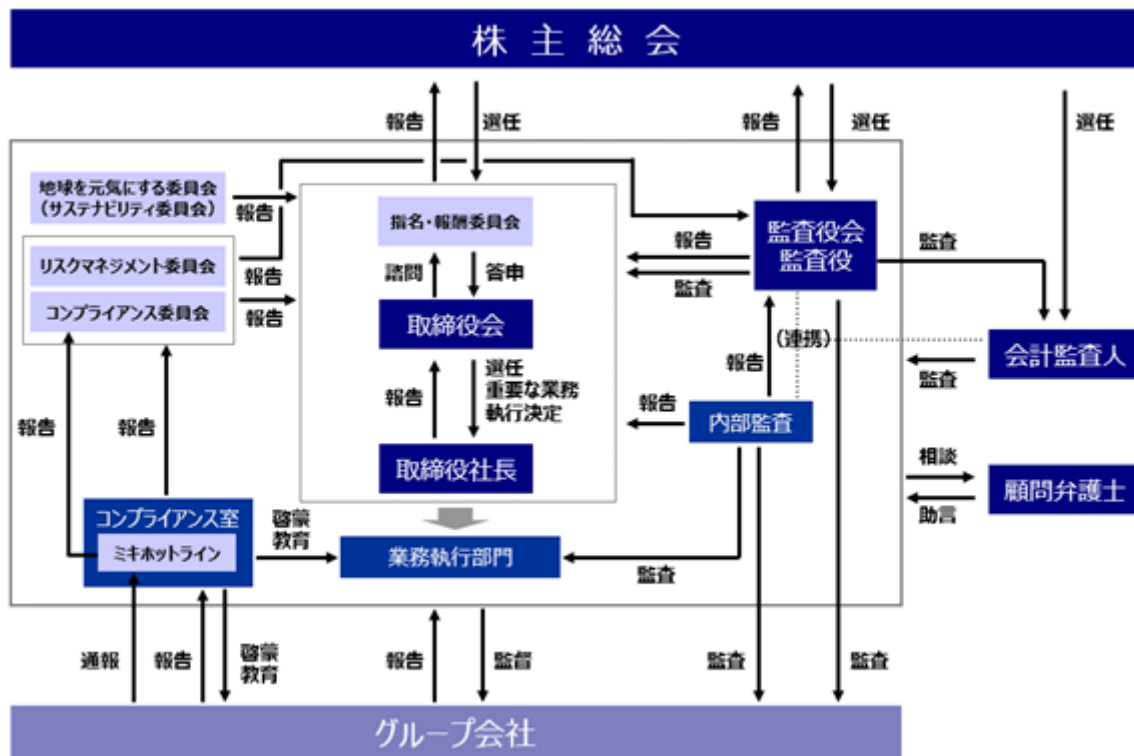 株主総会
報告
選任
報告
選任
選任
地球を元気にする委員会
(サステナビリティ委員会)
報告
指名・報酬委員会
監査役会
監査役
報告
監査
監査
リスクマネジメント委員会
報告
諮問
答申
コンプライアンス委員会
報告
取締役会
(連携)
会計監査人
監査
報告
選任
重要な業務
執行決定
報告
報告
内部監査
報告
報告
取締役社長
相談
顧問弁護士
助言
コンプライアンス室
ミキホットライン
啓蒙
教育
業務執行部門
監査
通報
報告
啓蒙
教育
報告
監督
監査
監査
グループ会社